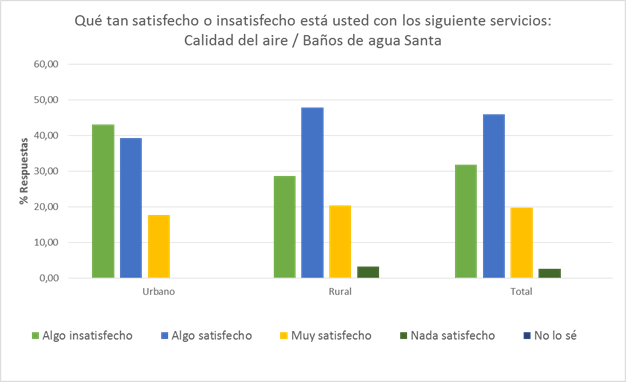 Qué tan satisfecho o insatisfecho está usted con los siguiente servicios:
Calidad del aire / Baños de agua Santa
60,00
50,00
40,00
30,00
20,00
10,00
0,00
% Respuestas
Urbano
Rural
Total
Algo insatisfecho
Algo satisfecho
Muy satisfecho
Nada satisfecho
No lo sé